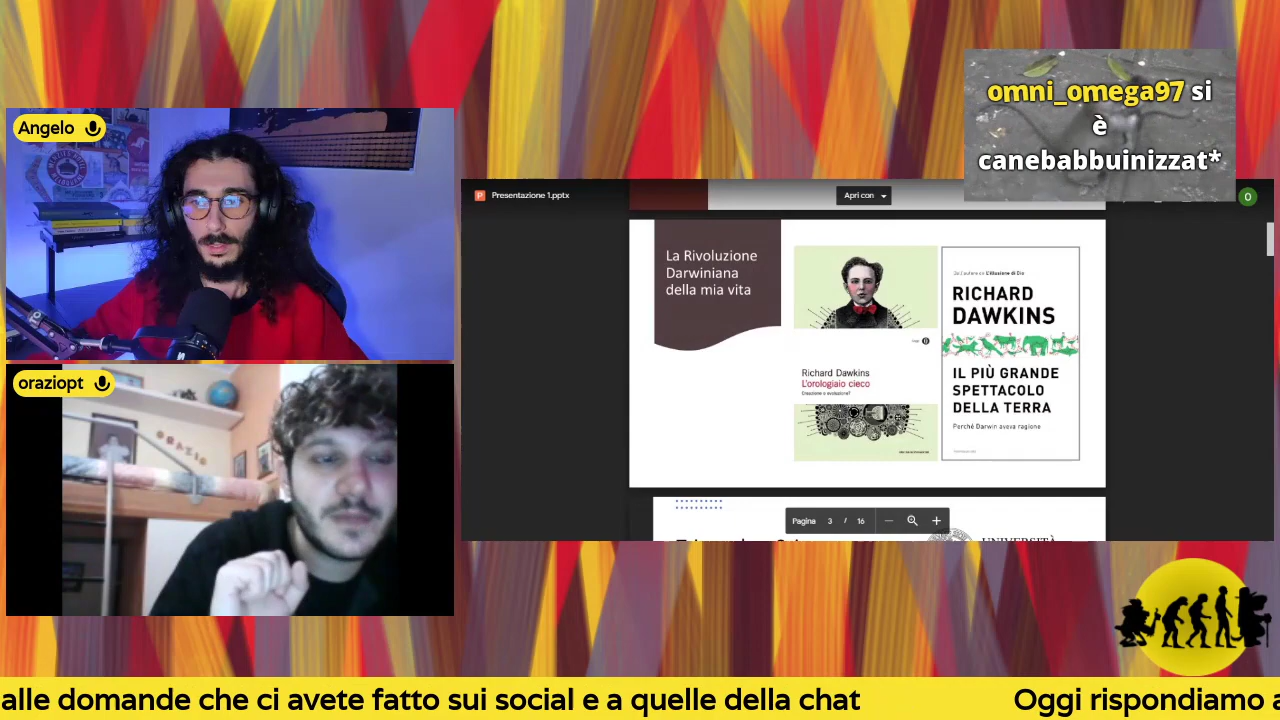 Angelo
oraziopt
ORAZIO
omni_omega97 si
è
canebabbuinizzat*
P
Presentazione 1.pptx
Apri con
O
La Rivoluzione
Darwiniana
della mia vita
Richard Dawkins
L'orologiaio cieco
Creazione o evoluzione?
Dall'autore de L'illusione di Dio
RICHARD
DAWKINS
IL PIÙ GRANDE
SPETTACOLO
DELLA TERRA
Perché Darwin aveva ragione
Pagina 3 / 16
UNIVERSITÀ
alle domande che ci avete fatto sui social e a quelle della chat
Oggi rispondiamo a